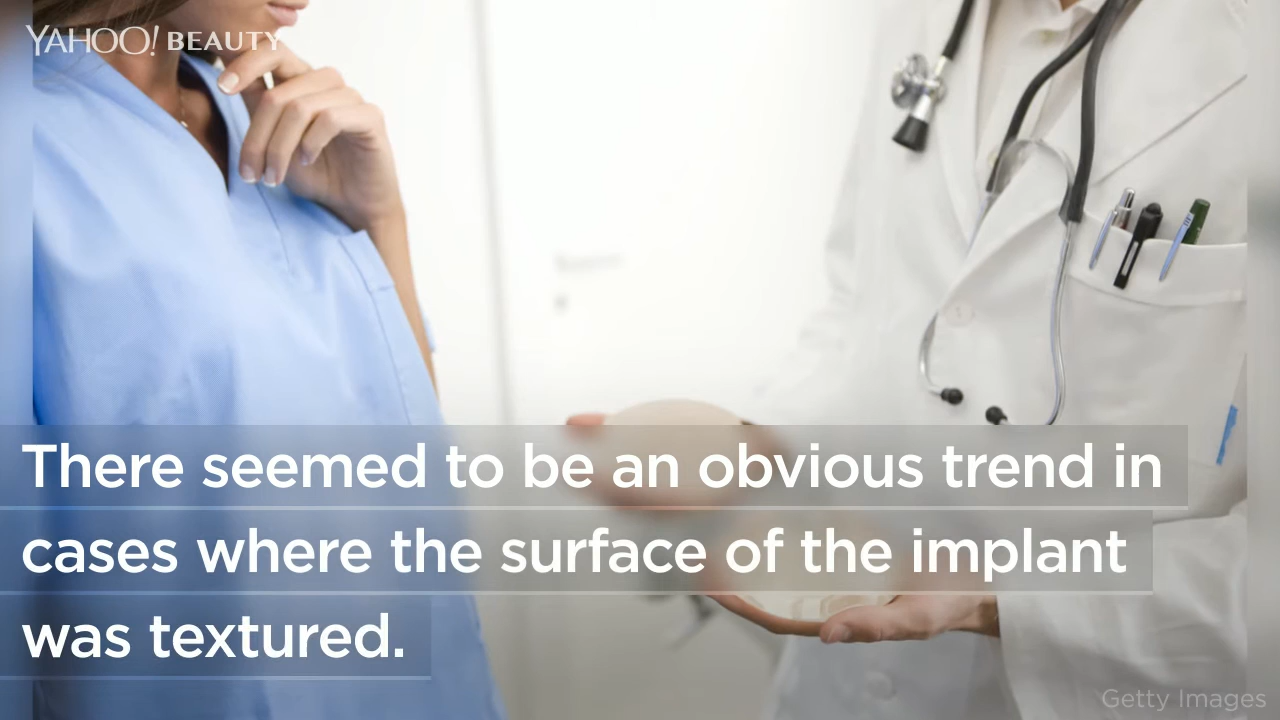 YAHOO! BEAUTY
There seemed to be an obvious trend in
cases where the surface of the implant
was textured.
Getty Images